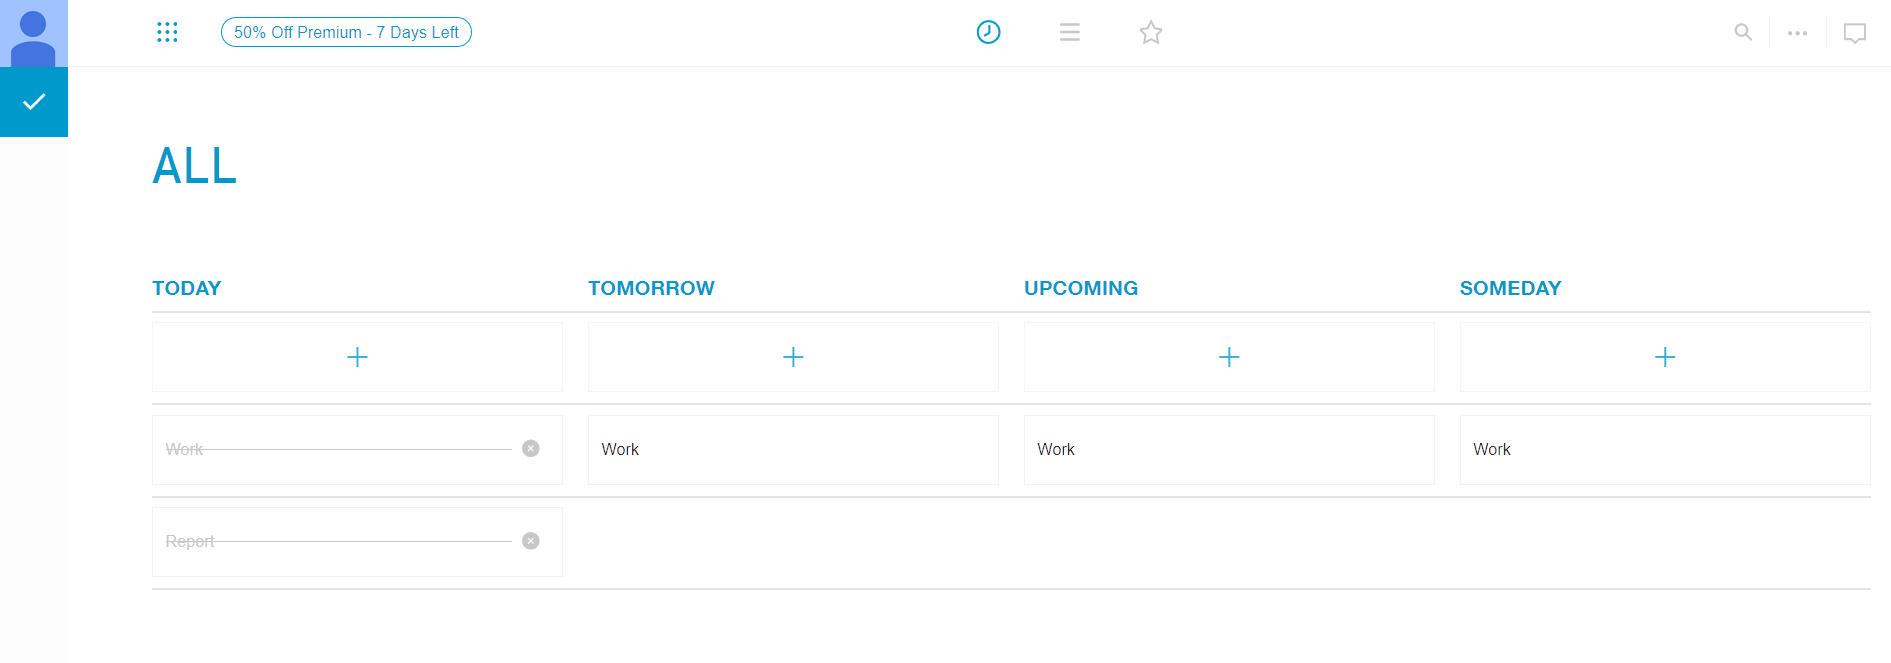 50% Off Premium - 7 Days Left
ALL
TODAY TOMORROW UPCOMING SOMEDAY
Work Work Work Work
Report